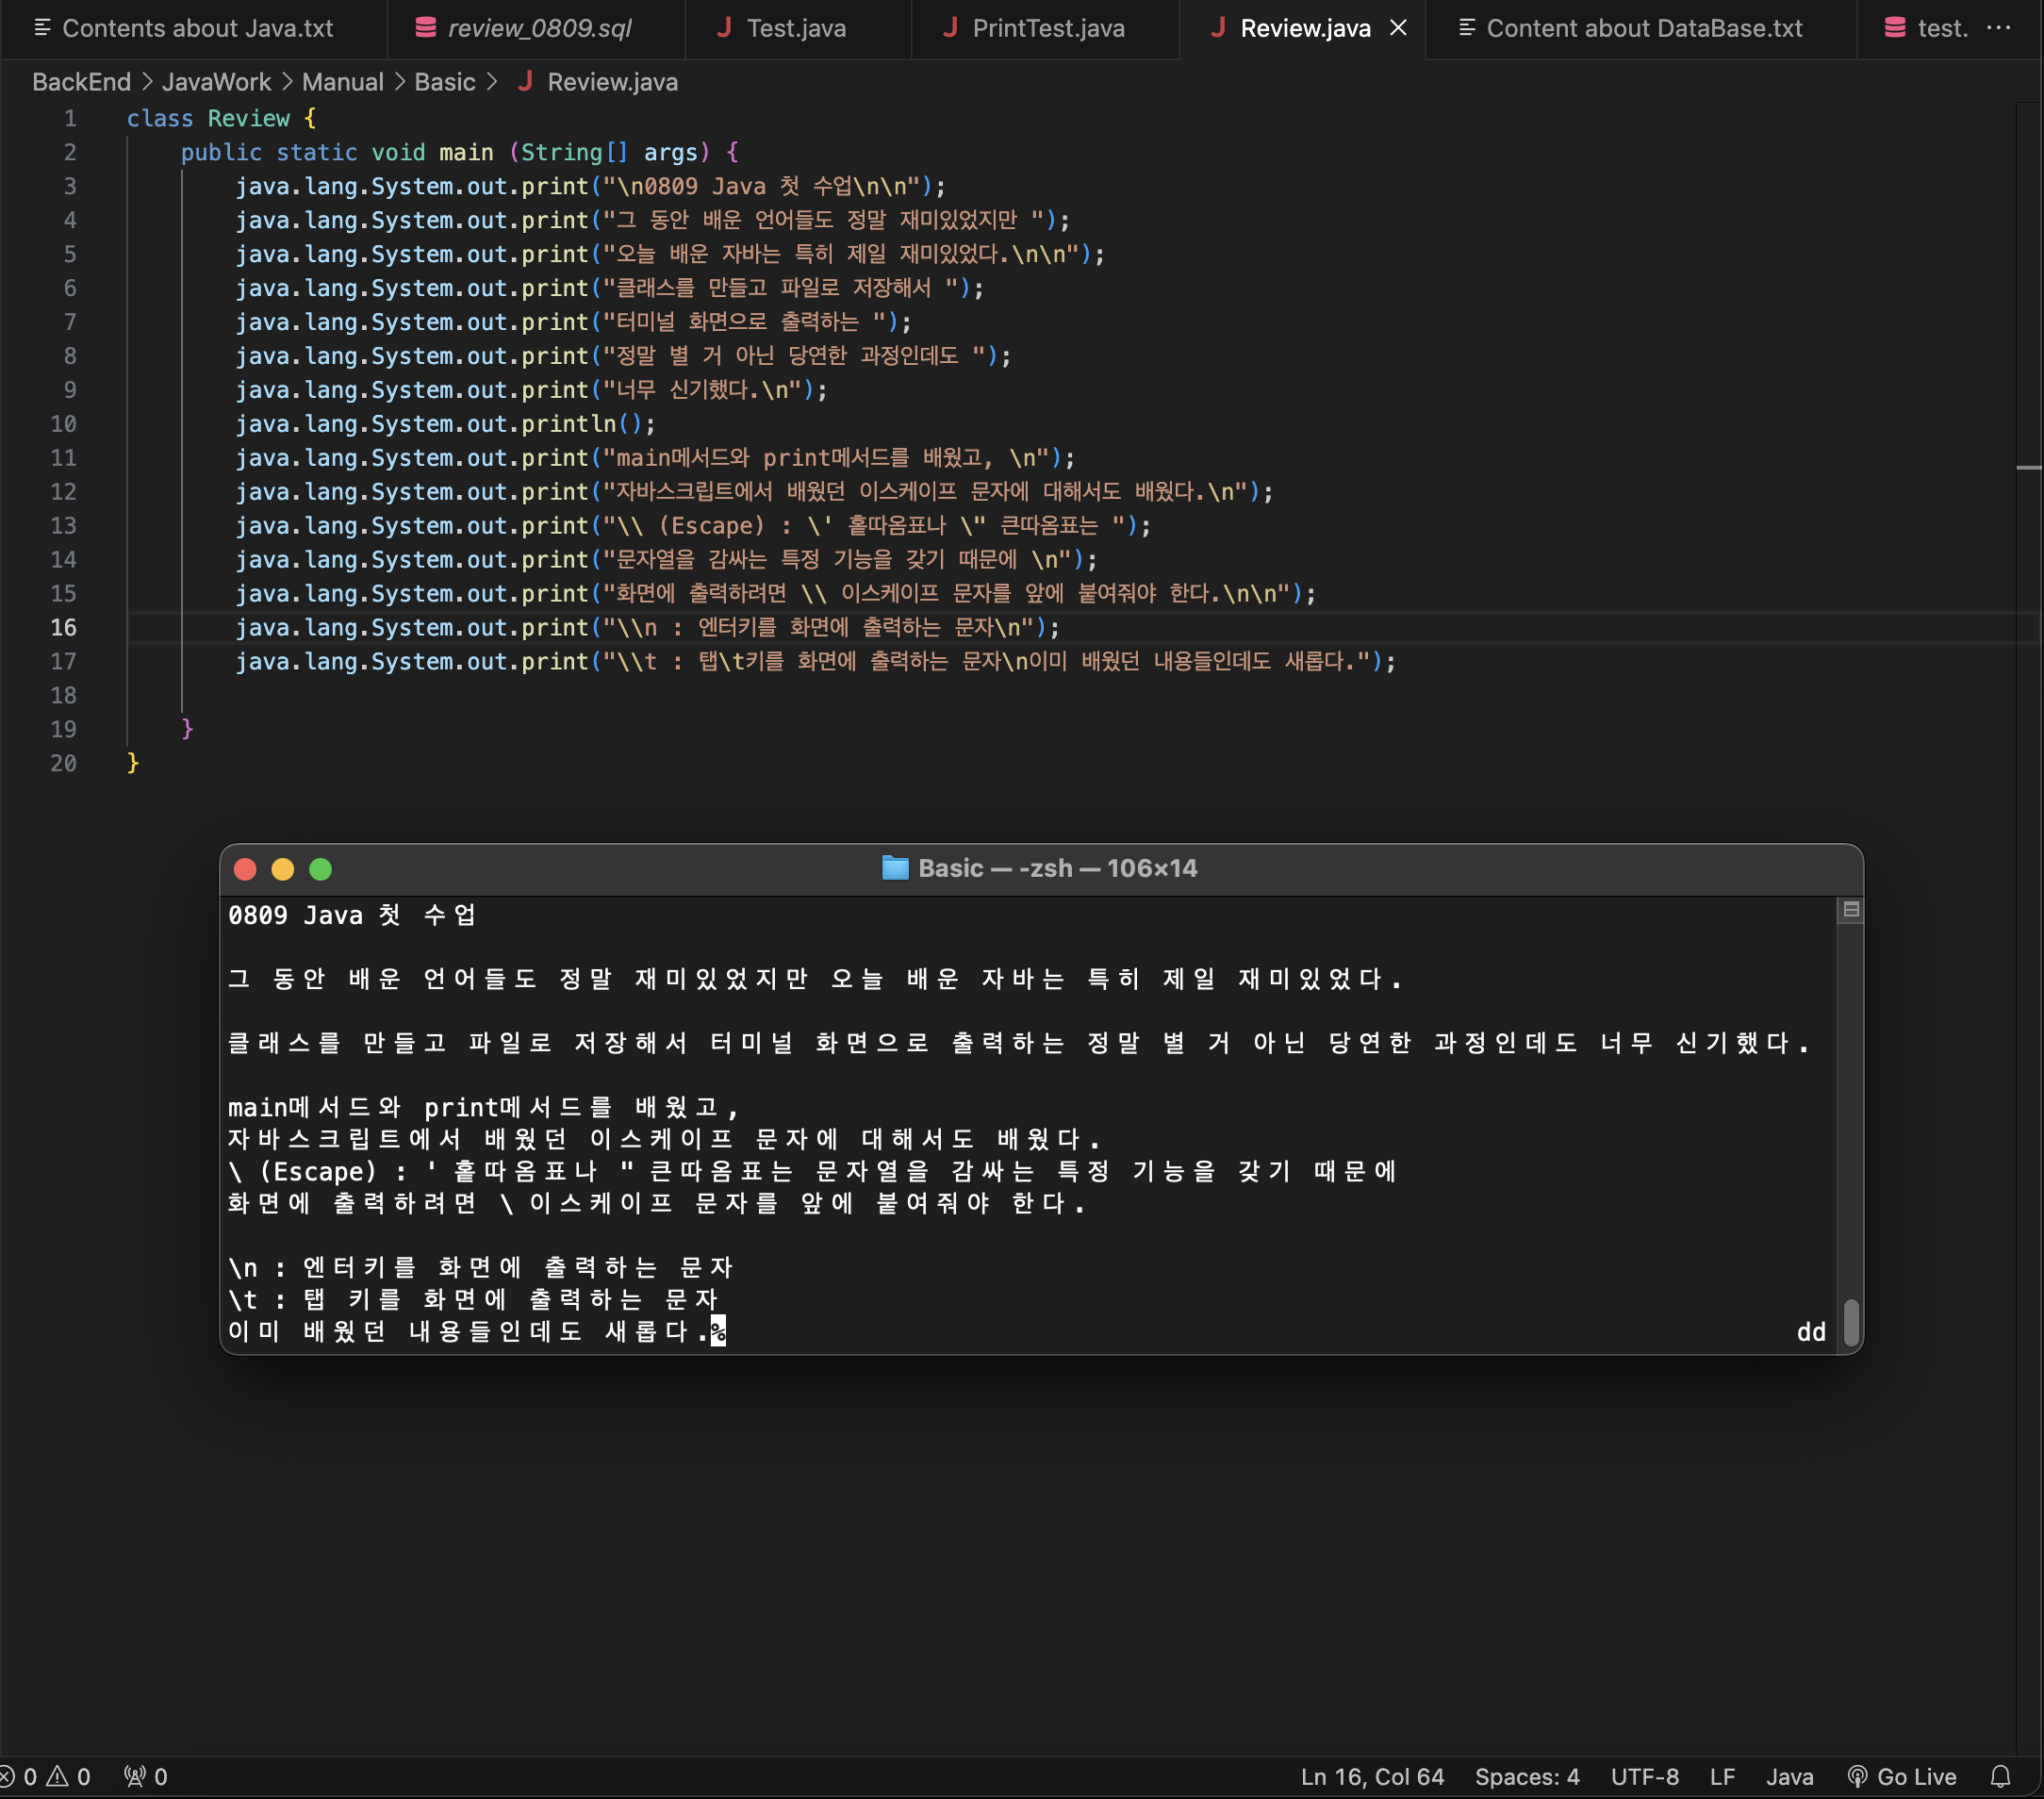 Contents about Java.txt
review_0809.sql
Test.java
PrintTest.java
Review.java
Content about DataBase.txt
test.
BackEnd > JavaWork > Manual > Basic > Review.java
1 class Review {
2 public static void main (String[] args) {
3 java.lang.System.out.print("\n0809 Java 첫 수업\n\n");
4 java.lang.System.out.print("그 동안 배운 언어들도 정말 재미있었지만 ");
5 java.lang.System.out.print("오늘 배운 자바는 특히 제일 재미있었다.\n\n");
6 java.lang.System.out.print("클래스를 만들고 파일로 저장해서 ");
7 java.lang.System.out.print("터미널 화면으로 출력하는 ");
8 java.lang.System.out.print("정말 별 거 아닌 당연한 과정인데도 ");
9 java.lang.System.out.print("너무 신기했다.\n");
10 java.lang.System.out.println();
11 java.lang.System.out.print("main메서드와 print메서드를 배웠고, \n");
12 java.lang.System.out.print("자바스크립트에서 배웠던 이스케이프 문자에 대해서도 배웠다.\n");
13 java.lang.System.out.print("\\ (Escape) : \' 홑따옴표나 \" 큰따옴표는 ");
14 java.lang.System.out.print("문자열을 감싸는 특정 기능을 갖기 때문에 \n");
15 java.lang.System.out.print("화면에 출력하려면 \\ 이스케이프 문자를 앞에 붙여줘야 한다.\n\n");
16 java.lang.System.out.print("\\n : 엔터키를 화면에 출력하는 문자\n");
17 java.lang.System.out.print("\\t : 탭\t키를 화면에 출력하는 문자\n이미 배웠던 내용들인데도 새롭다.");
18
19 }
20 }
Basic — -zsh — 106×14
0809 Java 첫 수업
그 동안 배운 언어들도 정말 재미있었지만 오늘 배운 자바는 특히 제일 재미있었다.
클래스를 만들고 파일로 저장해서 터미널 화면으로 출력하는 정말 별 거 아닌 당연한 과정인데도 너무 신기했다.
main메서드와 print메서드를 배웠고,
자바스크립트에서 배웠던 이스케이프 문자에 대해서도 배웠다.
\ (Escape) : ' 홑따옴표나 " 큰따옴표는 문자열을 감싸는 특정 기능을 갖기 때문에
화면에 출력하려면 \ 이스케이프 문자를 앞에 붙여줘야 한다.
\n : 엔터키를 화면에 출력하는 문자
\t : 탭 키를 화면에 출력하는 문자
이미 배웠던 내용들인데도 새롭다.% dd
0 0 0 Ln 16, Col 64 Spaces: 4 UTF-8 LF Java Go Live